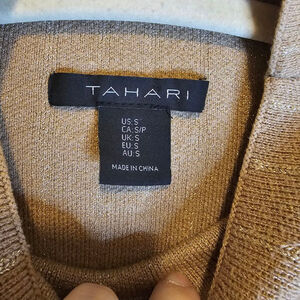 TAHARI
US:S
CA:S/P
UK:S
EU:S
AU:S
MADE IN CHINA